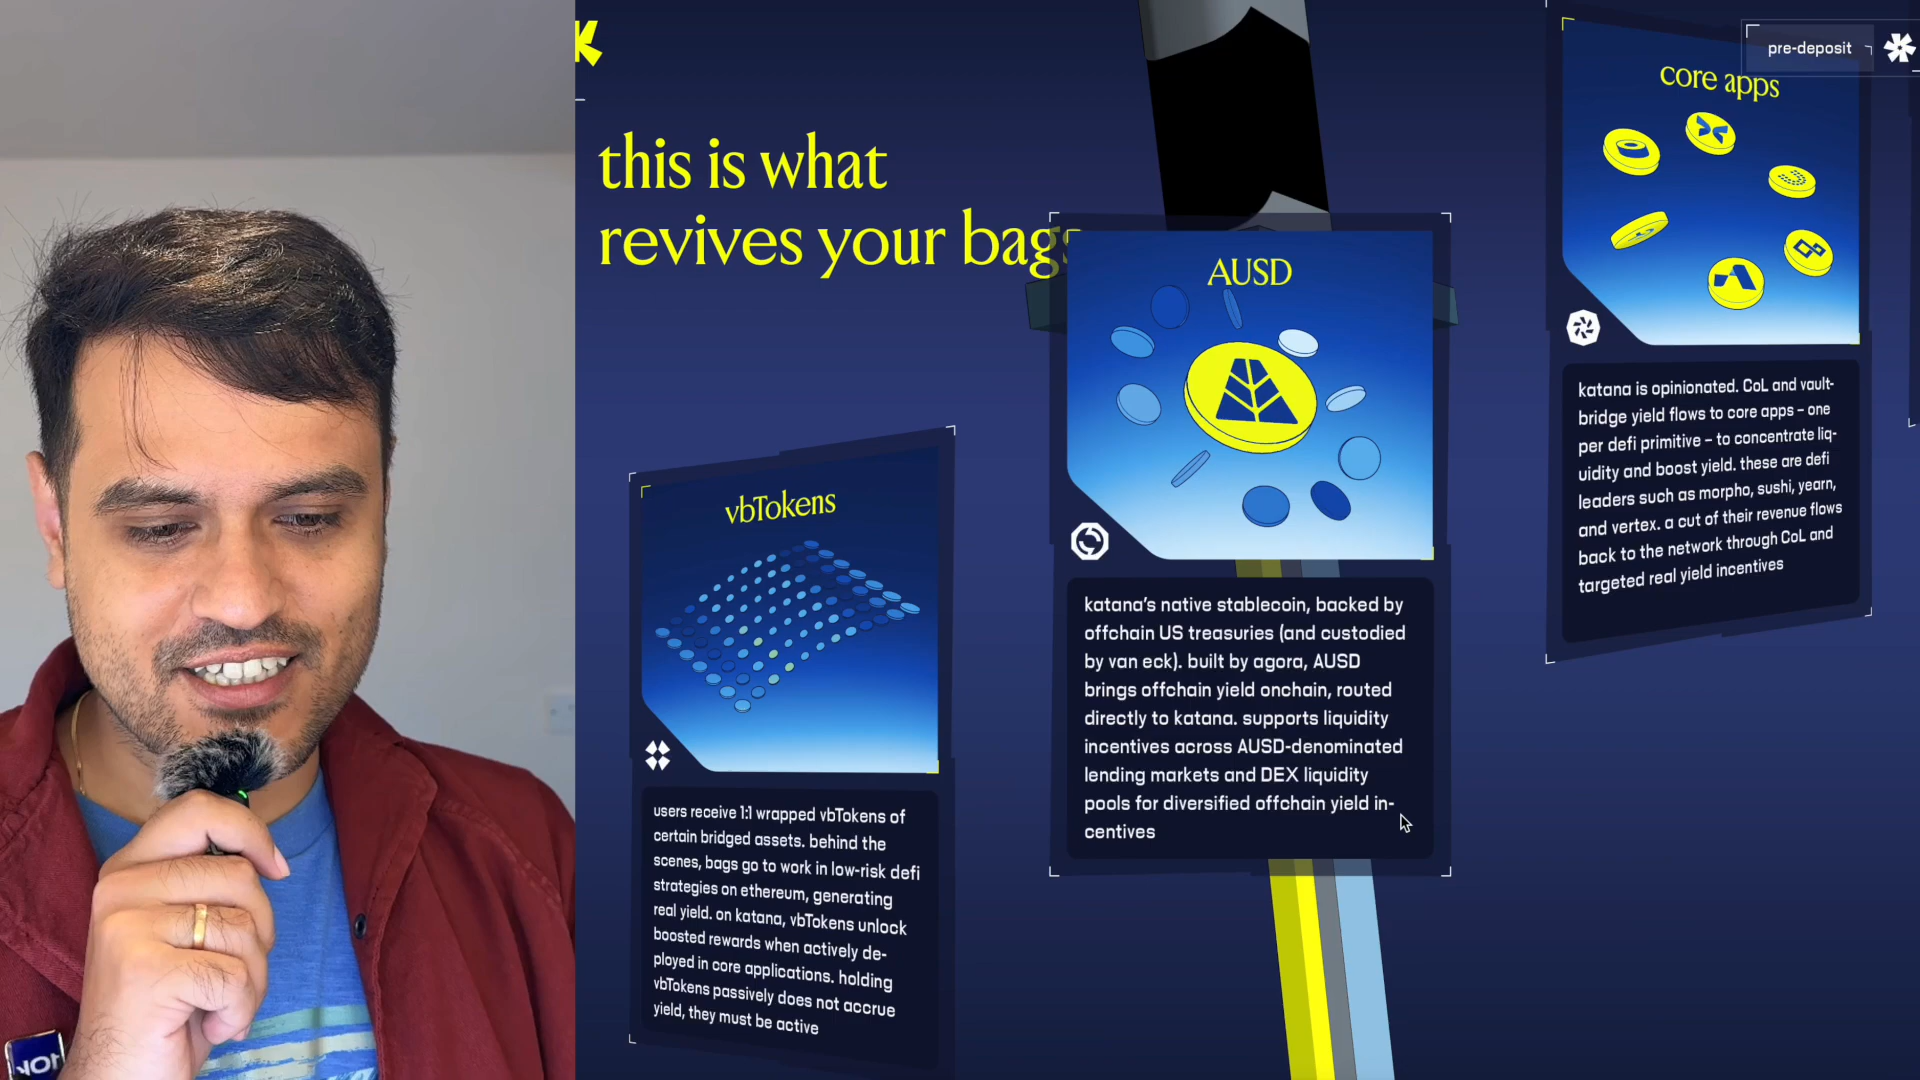 this is what
revives your bags
pre-deposit
vbTokens
users receive 1:1 wrapped vbTokens of
certain bridged assets. behind the
scenes, bags go to work in low-risk defi
strategies on ethereum, generating
real yield. on katana, vbTokens unlock
boosted rewards when actively de-
ployed in core applications. holding
vbTokens passively does not accrue
yield, they must be active
AUSD
katana's native stablecoin, backed by
offchain US treasuries (and custodied
by van eck). built by agora, AUSD
brings offchain yield onchain, routed
directly to katana. supports liquidity
incentives across AUSD-denominated
lending markets and DEX liquidity
pools for diversified offchain yield in-
centives
core apps
katana is opinionated. CoL and vault-
bridge yield flows to core apps - one
per defi primitive - to concentrate liq-
uidity and boost yield. these are defi
leaders such as morpho, sushi, yearn,
and vertex. a cut of their revenue flows
back to the network through CoL and
targeted real yield incentives